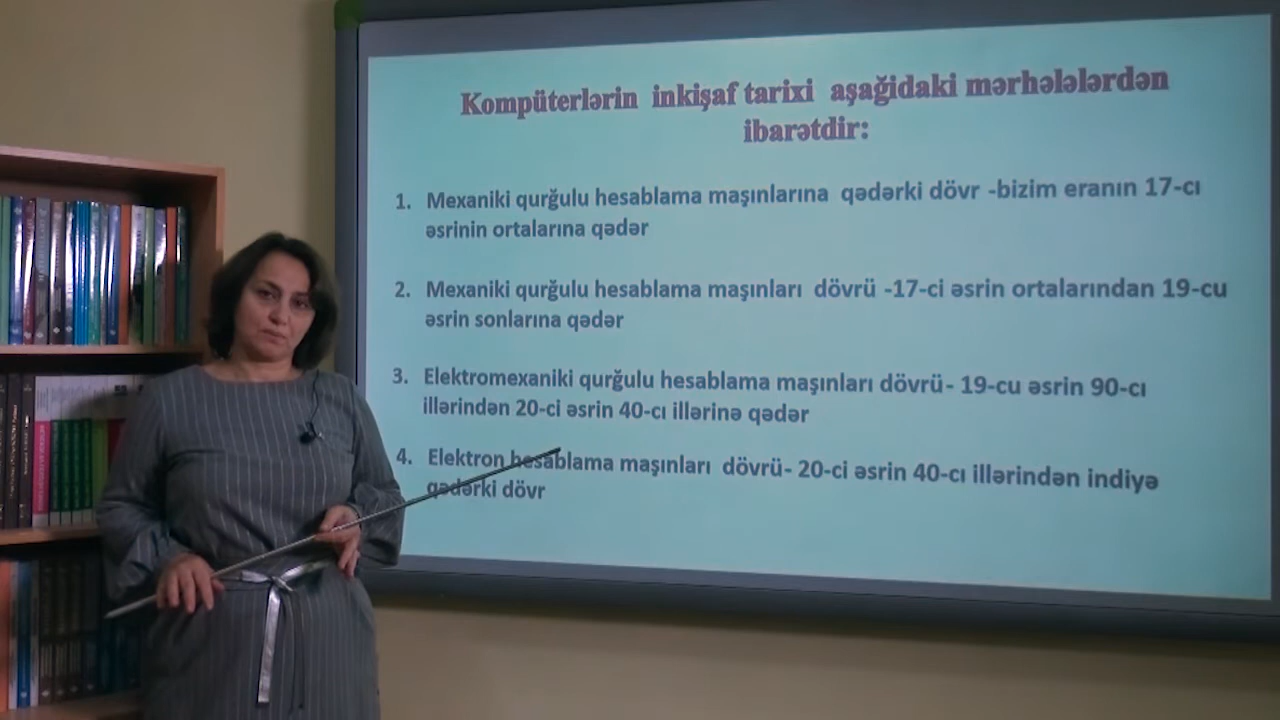 Kompüterlərin inkişaf tarixi aşağidaki mərhələlərdən
ibarətdir:
1. Mexaniki qurğulu hesablama maşınlarına qədərki dövr -bizim eranın 17-cı
əsrinin ortalarına qədər
2. Mexaniki qurğulu hesablama maşınları dövrü -17-ci əsrin ortalarından 19-cu
əsrin sonlarına qədər
3. Elektromexaniki qurğulu hesablama maşınları dövrü- 19-cu əsrin 90-cı
illərindən 20-ci əsrin 40-cı illərinə qədər
4. Elektron hesablama maşınları dövrü- 20-ci əsrin 40-cı illərindən indiyə
qədərki dövr